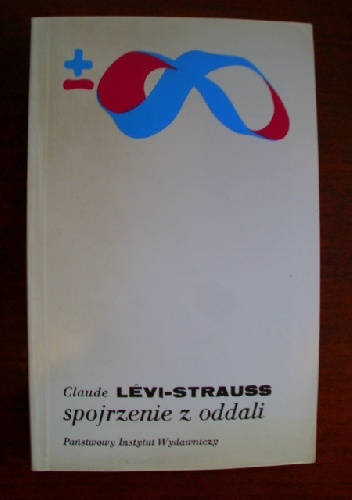 ±
Claude LÉVI-STRAUSS
spojrzenie z oddali
Państwowy Instytut Wydawniczy